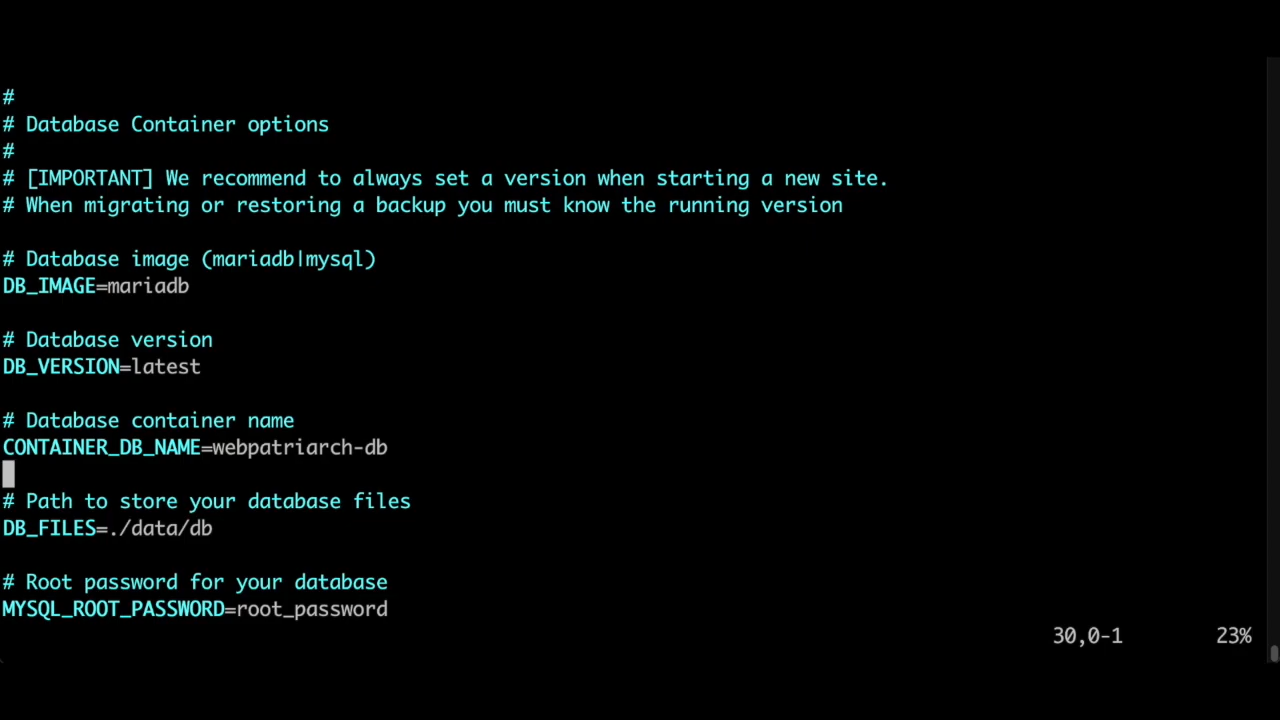 #
# Database Container options
#
# [IMPORTANT] We recommend to always set a version when starting a new site.
# When migrating or restoring a backup you must know the running version
# Database image (mariadb|mysql)
DB_IMAGE=mariadb
# Database version
DB_VERSION=latest
# Database container name
CONTAINER_DB_NAME=webpatriarch-db
# Path to store your database files
DB_FILES=./data/db
# Root password for your database
MYSQL_ROOT_PASSWORD=root_password
30,0-1 23%